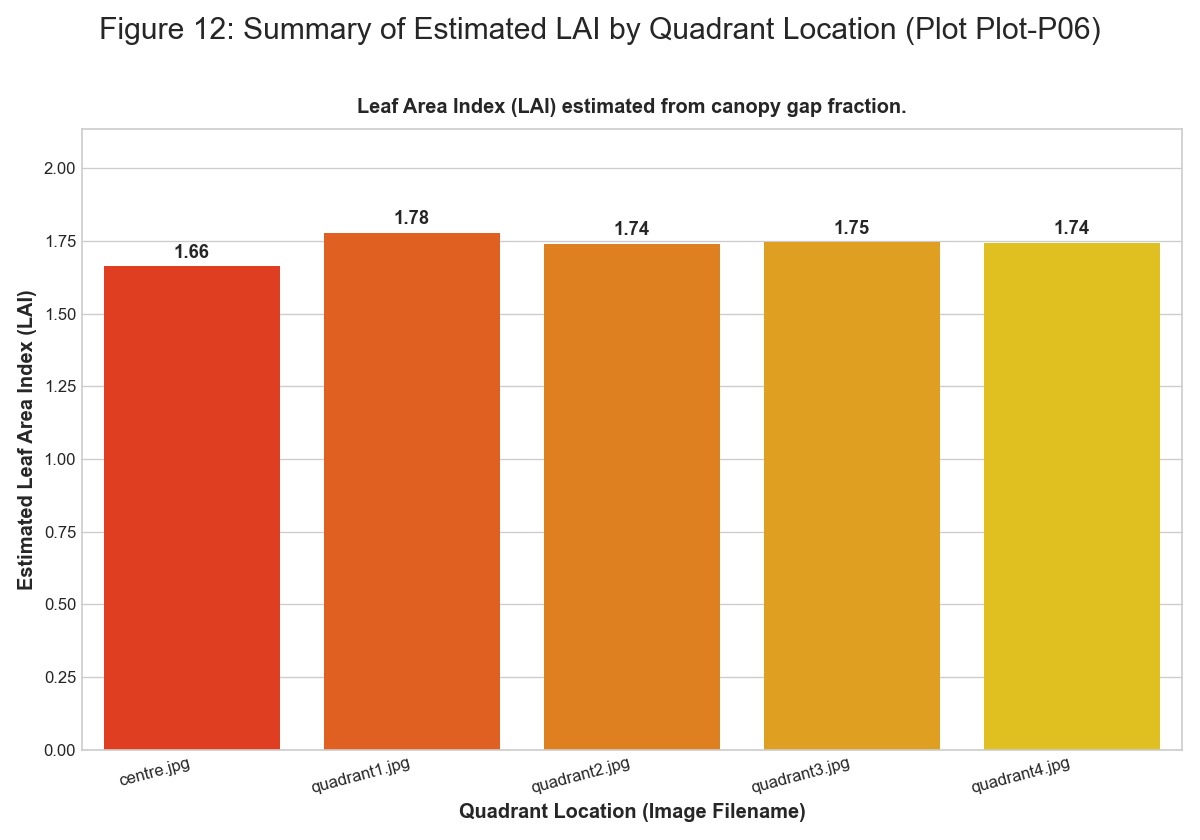 Figure 12: Summary of Estimated LAI by Quadrant Location (Plot Plot-P06)
Leaf Area Index (LAI) estimated from canopy gap fraction.
Estimated Leaf Area Index (LAI)
2.00
1.75
1.50
1.25
1.00
0.75
0.50
0.25
0.00
1.66
1.78
1.74
1.75
1.74
centre.jpg
quadrant1.jpg
quadrant2.jpg
quadrant3.jpg
quadrant4.jpg
Quadrant Location (Image Filename)